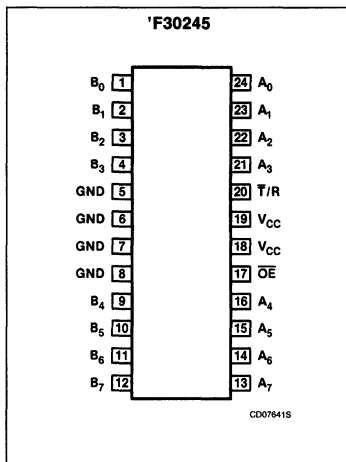 'F30245
B0 1 24 A0
B1 2 23 A1
B2 3 22 A2
B3 4 21 A3
GND 5 20 T̅/R
GND 6 19 VCC
GND 7 18 VCC
GND 8 17 O̅E̅
B4 9 16 A4
B5 10 15 A5
B6 11 14 A6
B7 12 13 A7
CD07641S